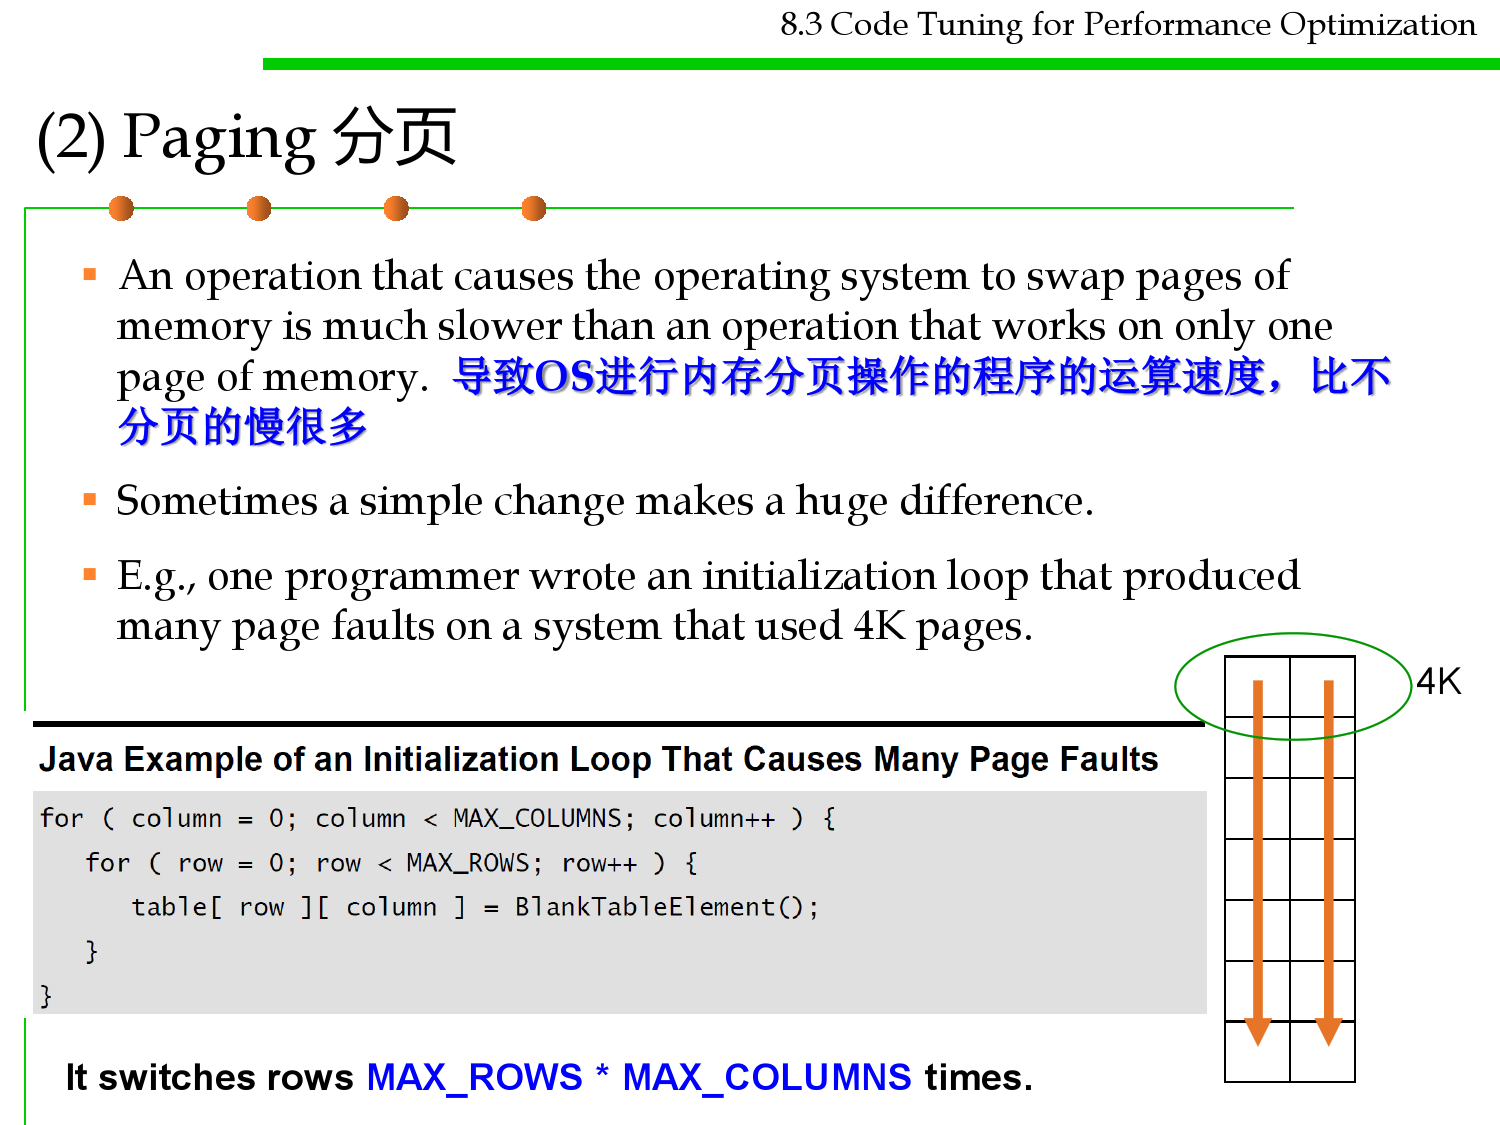 8.3 Code Tuning for Performance Optimization
(2) Paging 分页
An operation that causes the operating system to swap pages of
memory is much slower than an operation that works on only one
page of memory. 导致OS进行内存分页操作的程序的运算速度，比不
分页的慢很多
Sometimes a simple change makes a huge difference.
E.g., one programmer wrote an initialization loop that produced
many page faults on a system that used 4K pages.
4K
Java Example of an Initialization Loop That Causes Many Page Faults
for ( column = 0; column < MAX_COLUMNS; column++ ) {
for ( row = 0; row < MAX_ROWS; row++ ) {
table[ row ][ column ] = BlankTableElement();
}
}
It switches rows MAX_ROWS * MAX_COLUMNS times.